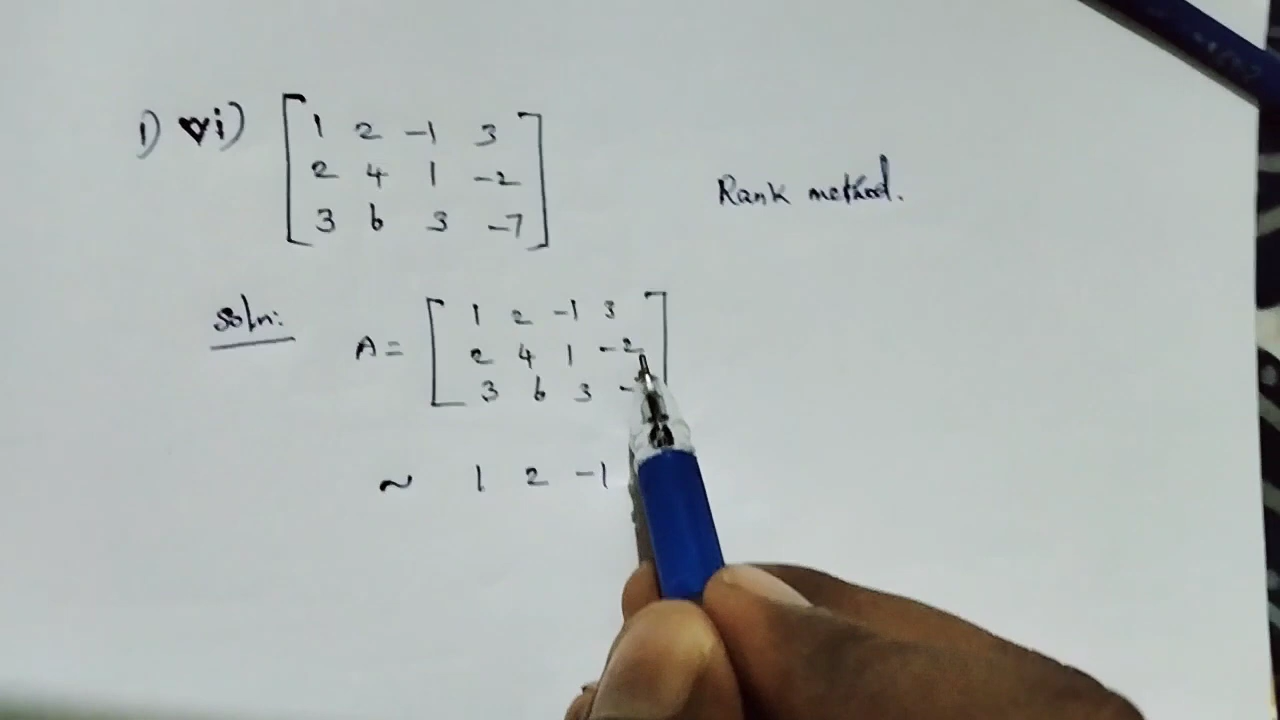 1) vi) [ 1 2 -1 3
2 4 1 -2
3 6 3 -7 ]
Rank method.
Soln:
A = [ 1 2 -1 3
2 4 1 -2
3 6 3 - ]
~ 1 2 -1